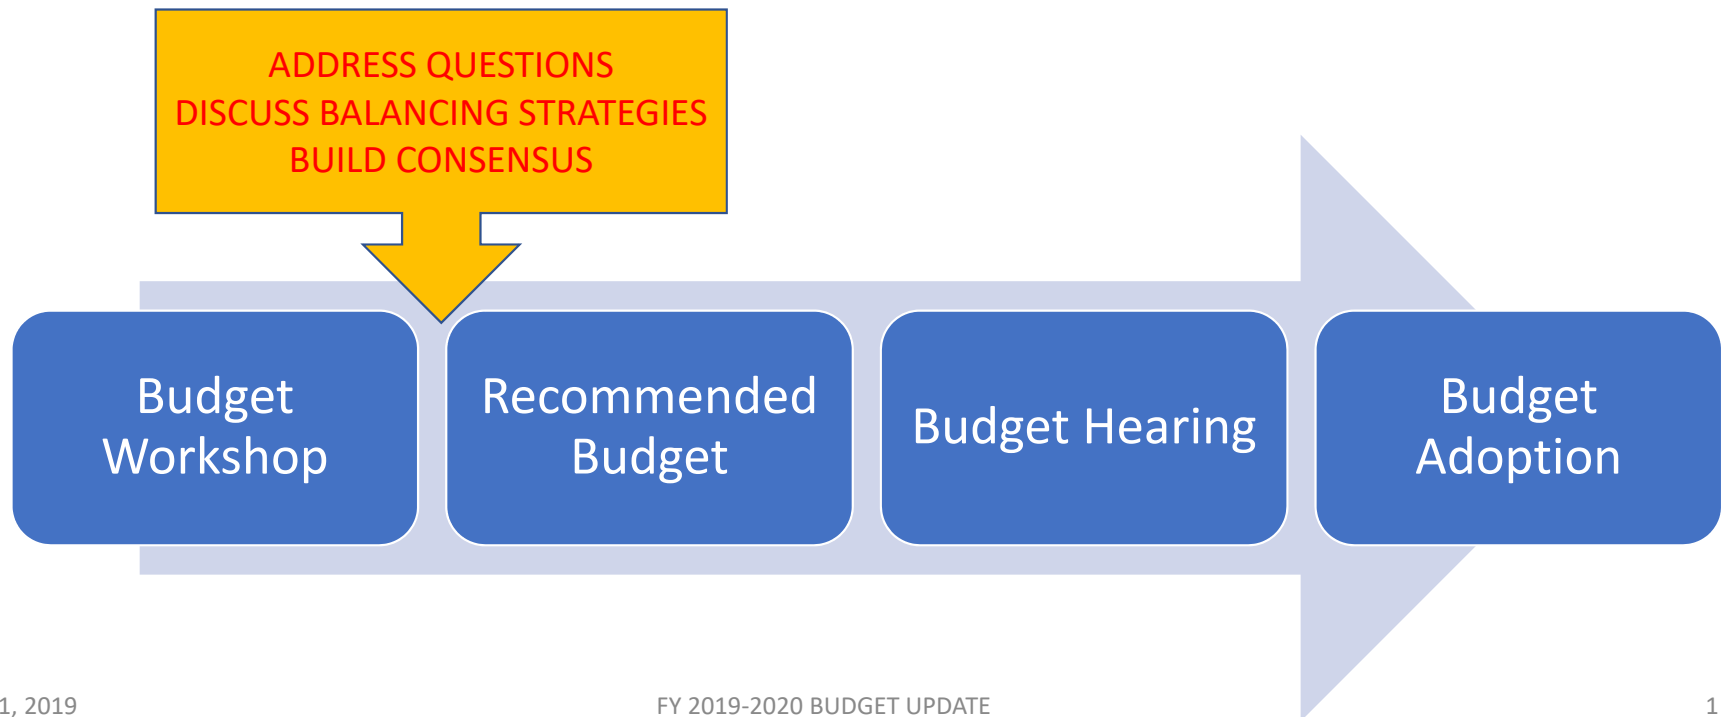 ADDRESS QUESTIONS
DISCUSS BALANCING STRATEGIES
BUILD CONSENSUS
Budget
Workshop
Recommended
Budget
Budget Hearing
Budget
Adoption
1, 2019
FY 2019-2020 BUDGET UPDATE
1